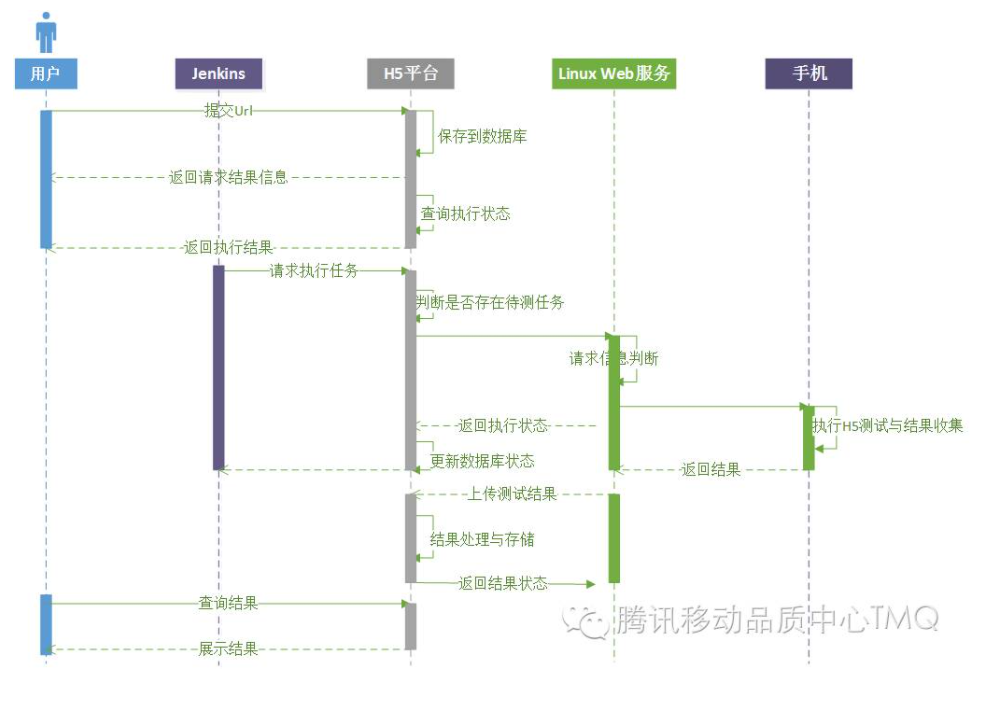 用户
Jenkins
H5平台
Linux Web服务
手机
提交Url
保存到数据库
返回请求结果信息
查询执行状态
返回执行结果
请求执行任务
判断是否存在待测任务
请求信息判断
返回执行状态
执行H5测试与结果收集
更新数据库状态
返回结果
上传测试结果
结果处理与存储
返回结果状态
查询结果
腾讯移动品质中心TMQ
展示结果